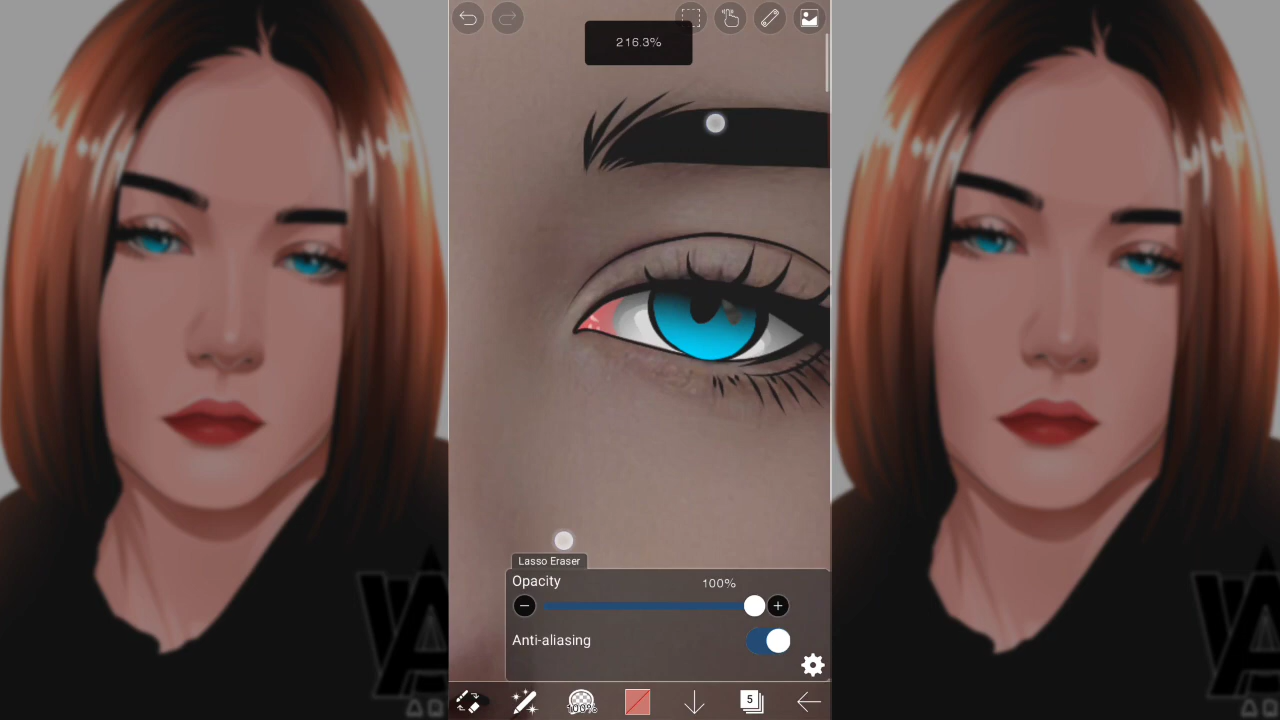 216.3%
Lasso Eraser
Opacity
100%
Anti-aliasing
100%
5